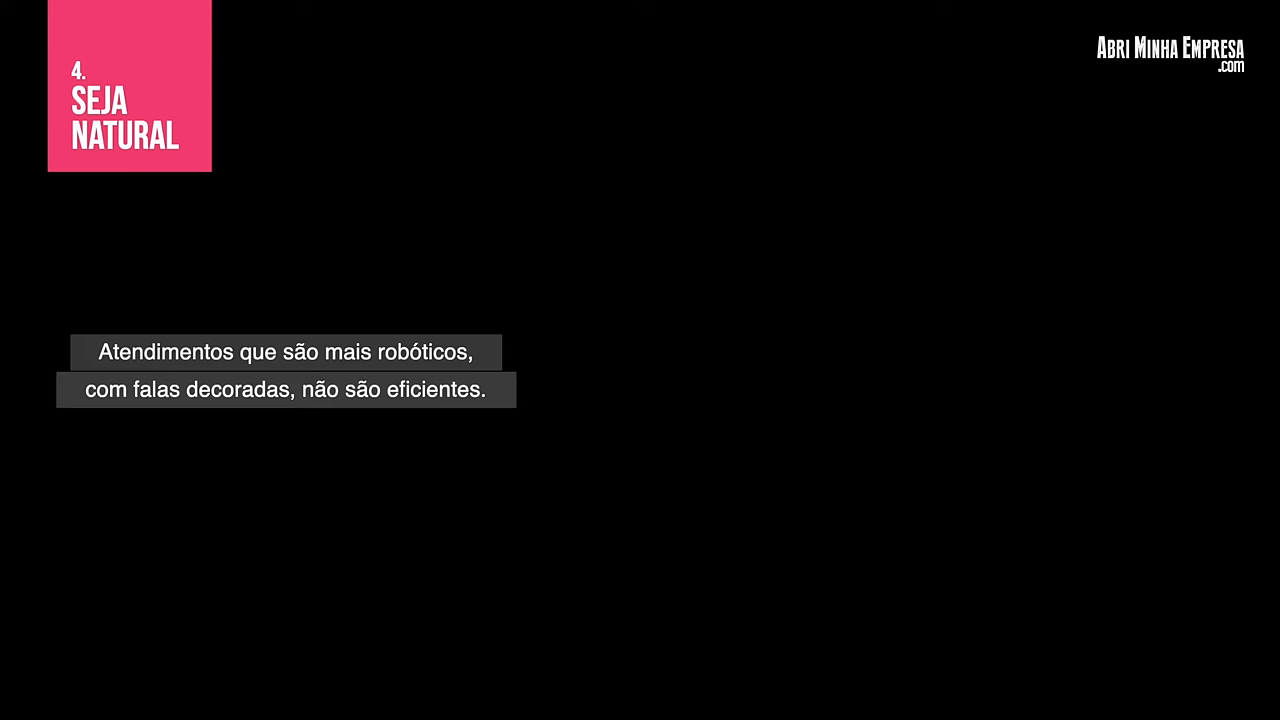 4.
SEJA
NATURAL
ABRI MINHA EMPRESA
.com
Atendimentos que são mais robóticos,
com falas decoradas, não são eficientes.